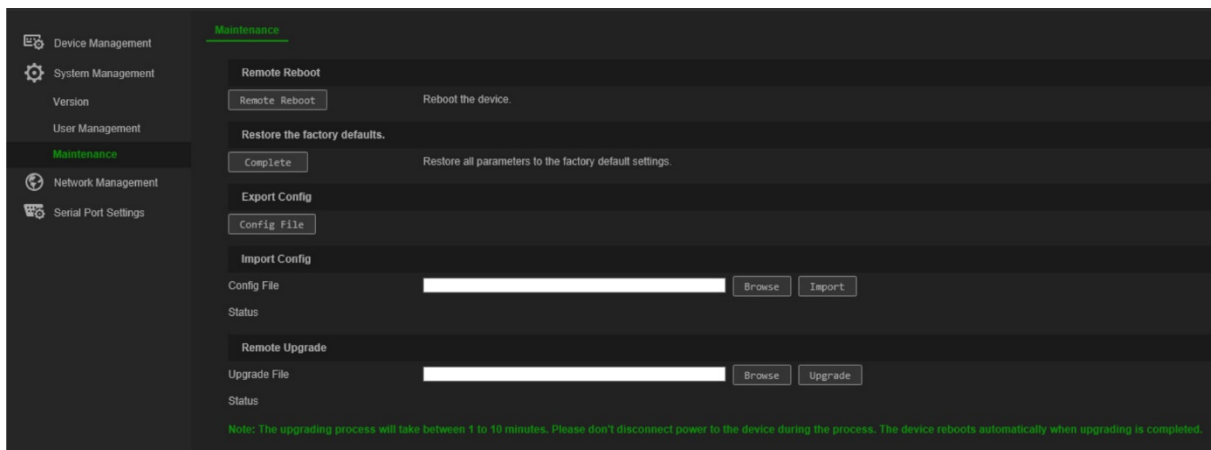 Device Management
System Management
Version
User Management
Maintenance
Network Management
Serial Port Settings
Maintenance
Remote Reboot
Remote Reboot Reboot the device.
Restore the factory defaults.
Complete Restore all parameters to the factory default settings.
Export Config
Config File
Import Config
Config File Browse Import
Status
Remote Upgrade
Upgrade File Browse Upgrade
Status
Note: The upgrading process will take between 1 to 10 minutes. Please don't disconnect power to the device during the process. The device reboots automatically when upgrading is completed.